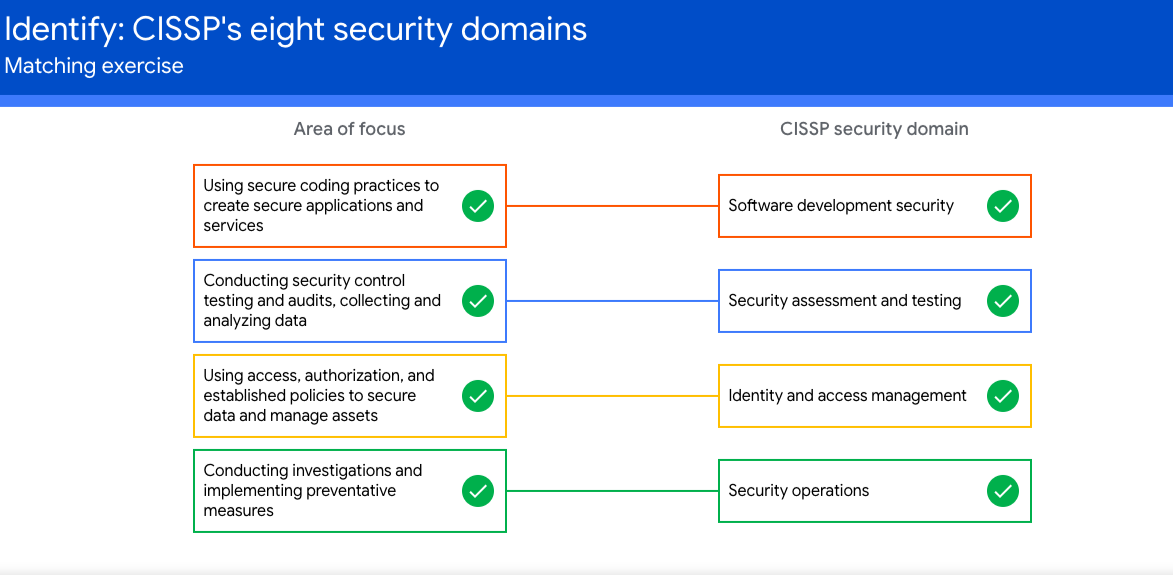 Identify: CISSP's eight security domains
Matching exercise
Area of focus
CISSP security domain
Using secure coding practices to
create secure applications and
services
Software development security
Conducting security control
testing and audits, collecting and
analyzing data
Security assessment and testing
Using access, authorization, and
established policies to secure
data and manage assets
Identity and access management
Conducting investigations and
implementing preventative
measures
Security operations